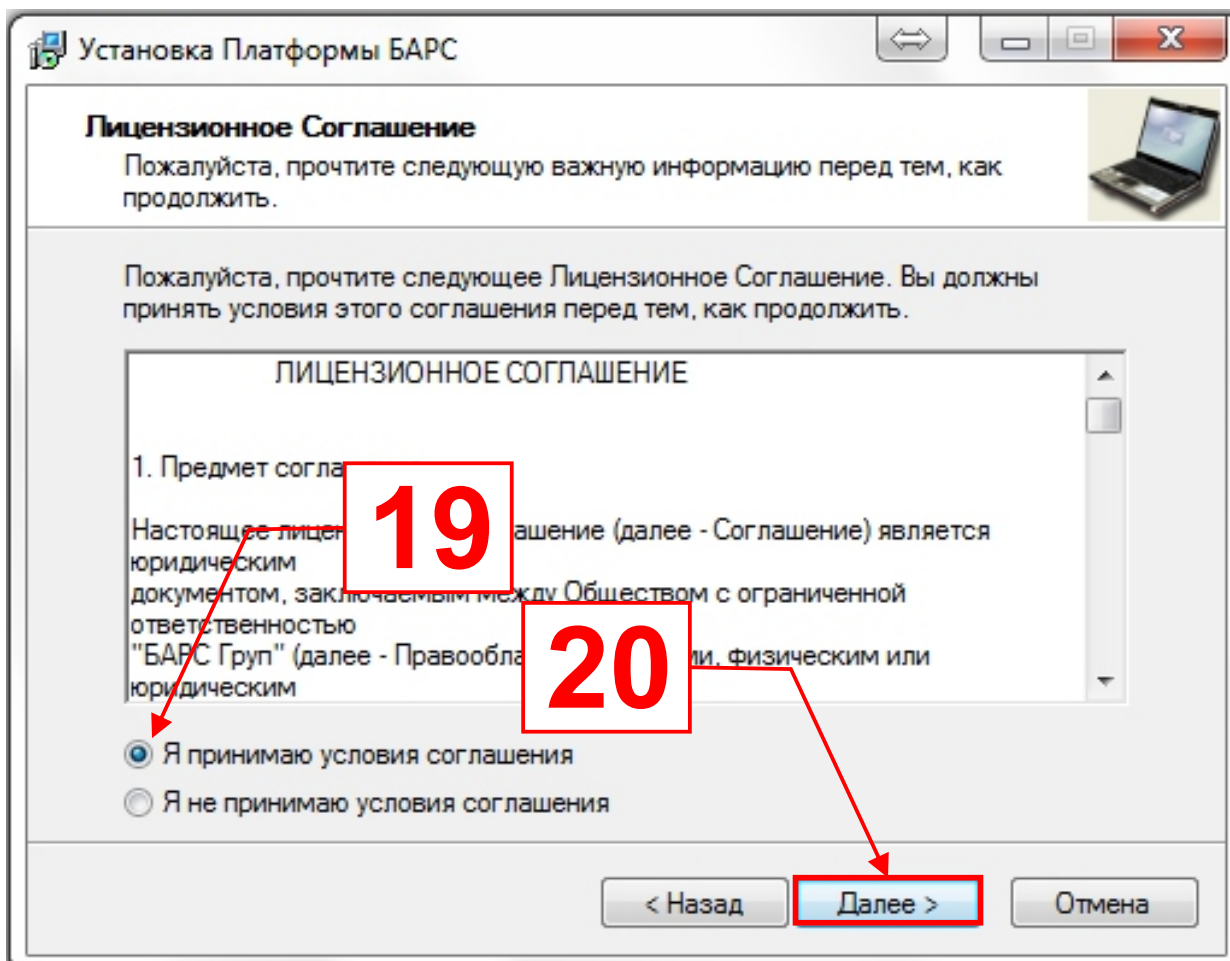 Установка Платформы БАРС
Лицензионное Соглашение
Пожалуйста, прочтите следующую важную информацию перед тем, как
продолжить.
Пожалуйста, прочтите следующее Лицензионное Соглашение. Вы должны
принять условия этого соглашения перед тем, как продолжить.
ЛИЦЕНЗИОННОЕ СОГЛАШЕНИЕ
1. Предмет согла
19
Настоящее лицен ашение (далее - Соглашение) является
юридическим
документом, заключаемым между Обществом с ограниченной
ответственностью
20
"БАРС Груп" (далее - Правообла ми, физическим или
юридическим
Я принимаю условия соглашения
Я не принимаю условия соглашения
< Назад Далее > Отмена